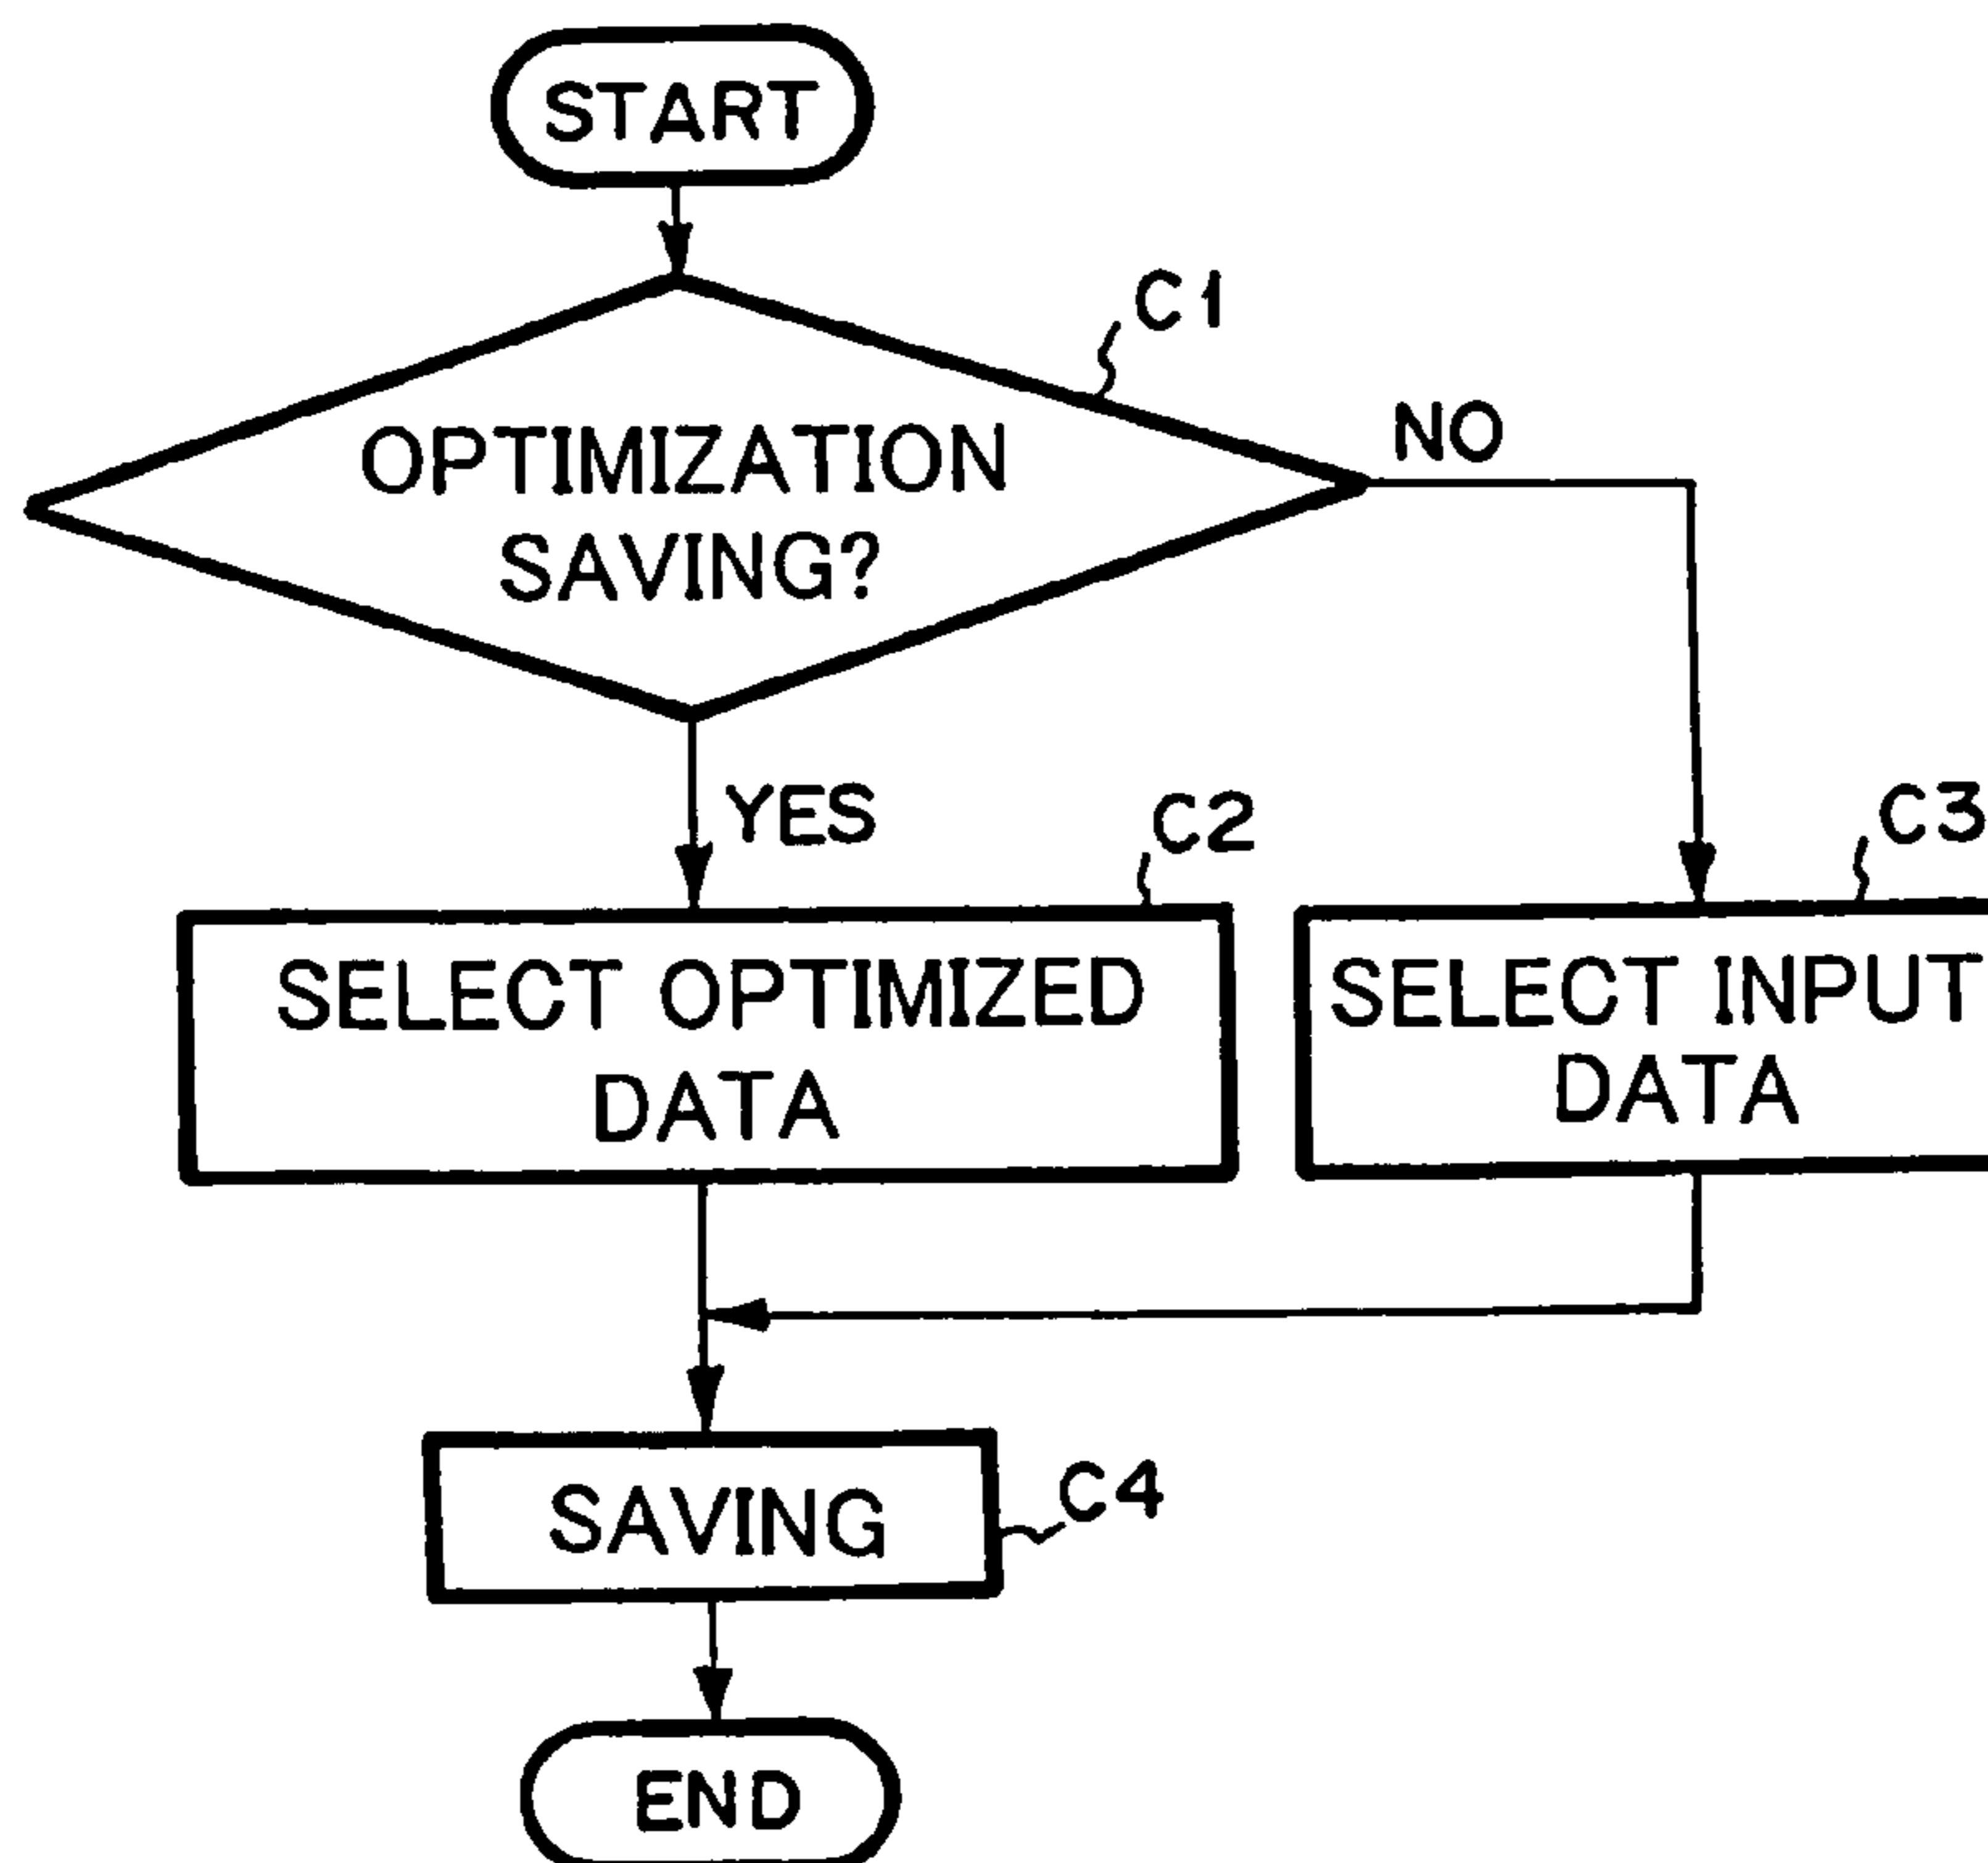 START
C1
NO
OPTIMIZATION
SAVING?
YES
C2
C3
SELECT OPTIMIZED
DATA
SELECT INPUT
DATA
SAVING
C4
END